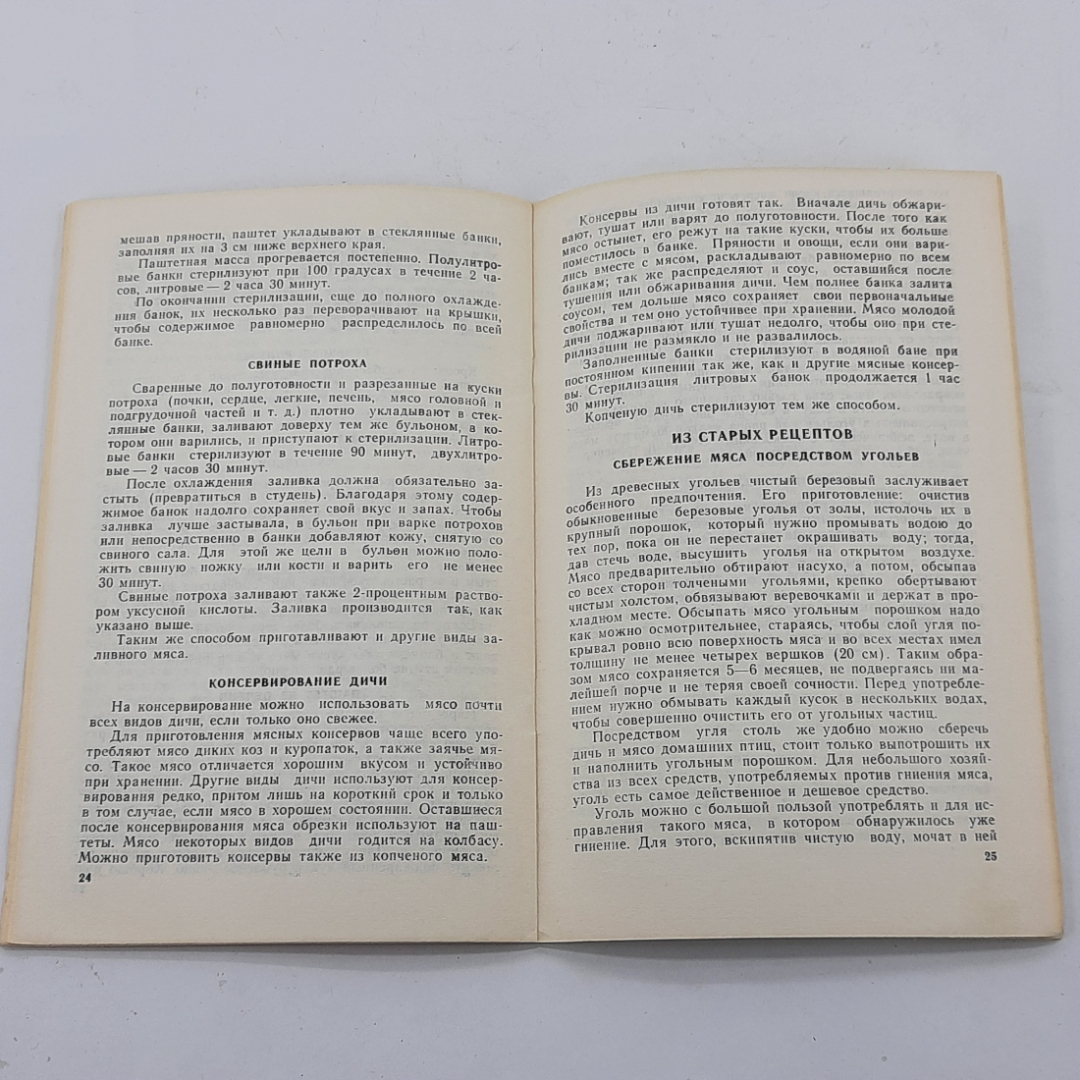 мешав пряности, паштет укладывают в стеклянные банки,
заполняя их на 3 см ниже верхнего края.
Паштетная масса прогревается постепенно. Полулитро-
вые банки стерилизуют при 100 градусах в течение 2 ча-
сов, литровые — 2 часа 30 минут.
По окончании стерилизации, еще до полного охлажде-
ния банок, их несколько раз переворачивают на крышки,
чтобы содержимое равномерно распределилось по всей
банке.
СВИНЫЕ ПОТРОХА
Сваренные до полуготовности и разрезанные на куски
потроха (почки, сердце, легкие, печень, мясо головной и
подгрудочной частей и т. д.) плотно укладывают в стек-
лянные банки, заливают доверху тем же бульоном, в ко-
тором они варились, и приступают к стерилизации. Литро-
вые банки стерилизуют в течение 90 минут, двухлитро-
вые — 2 часов 30 минут.
После охлаждения заливка должна обязательно за-
стыть (превратиться в студень). Благодаря этому содер-
жимое банок надолго сохраняет свой вкус и запах. Чтобы
заливка лучше застывала, в бульон при варке потрохов
или непосредственно в банки добавляют кожу, снятую со
свиного сала. Для этой же цели в бульон можно поло-
жить свиную ножку или кости и варить его не менее
30 минут.
Свиные потроха заливают также 2-процентным раство-
ром уксусной кислоты. Заливка производится так, как
указано выше.
Таким же способом приготавливают и другие виды за-
ливного мяса.
КОНСЕРВИРОВАНИЕ ДИЧИ
На консервирование можно использовать мясо почти
всех видов дичи, если только оно свежее.
Для приготовления мясных консервов чаще всего упо-
требляют мясо диких коз и куропаток, а также заячье мя-
со. Такое мясо отличается хорошим вкусом и устойчиво
при хранении. Другие виды дичи используют для консер-
вирования редко, притом лишь на короткий срок и только
в том случае, если мясо в хорошем состоянии. Оставшиеся
после консервирования мяса обрезки используют на паш-
теты. Мясо некоторых видов дичи годится на колбасу.
Можно приготовить консервы также из копченого мяса.
24
Консервы из дичи готовят так. Вначале дичь обжари-
вают, тушат или варят до полуготовности. После того как
мясо остынет, его режут на такие куски, чтобы их больше
поместилось в банке. Пряности и овощи, если они вари-
лись вместе с мясом, раскладывают равномерно по всем
банкам; так же распределяют и соус, оставшийся после
тушения или обжаривания дичи. Чем полнее банка залита
соусом, тем дольше мясо сохраняет свои первоначальные
свойства и тем оно устойчивее при хранении. Мясо молодой
дичи поджаривают или тушат недолго, чтобы оно при сте-
рилизации не размякло и не развалилось.
Заполненные банки стерилизуют в водяной бане при
постоянном кипении так же, как и другие мясные консер-
вы. Стерилизация литровых банок продолжается 1 час
30 минут.
Копченую дичь стерилизуют тем же способом.
ИЗ СТАРЫХ РЕЦЕПТОВ
СБЕРЕЖЕНИЕ МЯСА ПОСРЕДСТВОМ УГОЛЬЕВ
Из древесных угольев чистый березовый заслуживает
особенного предпочтения. Его приготовление: очистив
обыкновенные березовые уголья от золы, истолочь их в
крупный порошок, который нужно промывать водою до
тех пор, пока он не перестанет окрашивать воду; тогда,
дав стечь воде, высушить уголья на открытом воздухе.
Мясо предварительно обтирают насухо, а потом, обсыпав
со всех сторон толчеными угольями, крепко обертывают
чистым холстом, обвязывают веревочками и держат в про-
хладном месте. Обсыпать мясо угольным порошком надо
как можно осмотрительнее, стараясь, чтобы слой угля по-
крывал ровно всю поверхность мяса и во всех местах имел
толщину не менее четырех вершков (20 см). Таким обра-
зом мясо сохраняется 5—6 месяцев, не подвергаясь ни ма-
лейшей порче и не теряя своей сочности. Перед употребле-
нием нужно обмывать каждый кусок в нескольких водах,
чтобы совершенно очистить его от угольных частиц.
Посредством угля столь же удобно можно сберечь
дичь и мясо домашних птиц, стоит только выпотрошить их
и наполнить угольным порошком. Для небольшого хозяй-
ства из всех средств, употребляемых против гниения мяса,
уголь есть самое действенное и дешевое средство.
Уголь можно с большой пользой употреблять и для ис-
правления такого мяса, в котором обнаружилось уже
гниение. Для этого, вскипятив чистую воду, мочат в ней
25